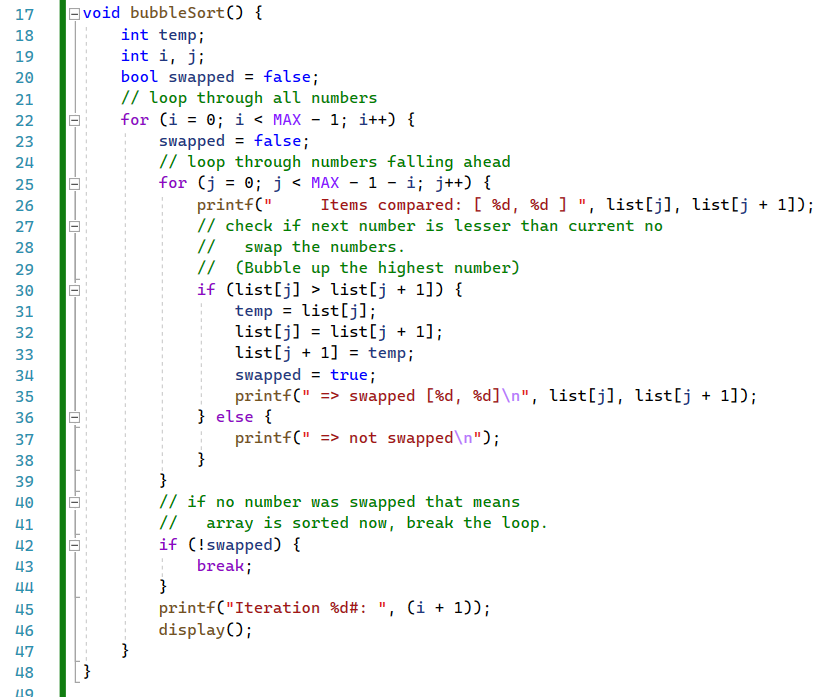 17 void bubbleSort() {
18     int temp;
19     int i, j;
20     bool swapped = false;
21     // loop through all numbers
22     for (i = 0; i < MAX - 1; i++) {
23         swapped = false;
24         // loop through numbers falling ahead
25         for (j = 0; j < MAX - 1 - i; j++) {
26             printf("     Items compared: [ %d, %d ] ", list[j], list[j + 1]);
27             // check if next number is lesser than current no
28             //   swap the numbers.
29             //  (Bubble up the highest number)
30             if (list[j] > list[j + 1]) {
31                 temp = list[j];
32                 list[j] = list[j + 1];
33                 list[j + 1] = temp;
34                 swapped = true;
35                 printf(" => swapped [%d, %d]\n", list[j], list[j + 1]);
36             } else {
37                 printf(" => not swapped\n");
38             }
39         }
40         // if no number was swapped that means
41         //   array is sorted now, break the loop.
42         if (!swapped) {
43             break;
44         }
45         printf("Iteration %d#: ", (i + 1));
46         display();
47     }
48 }
49